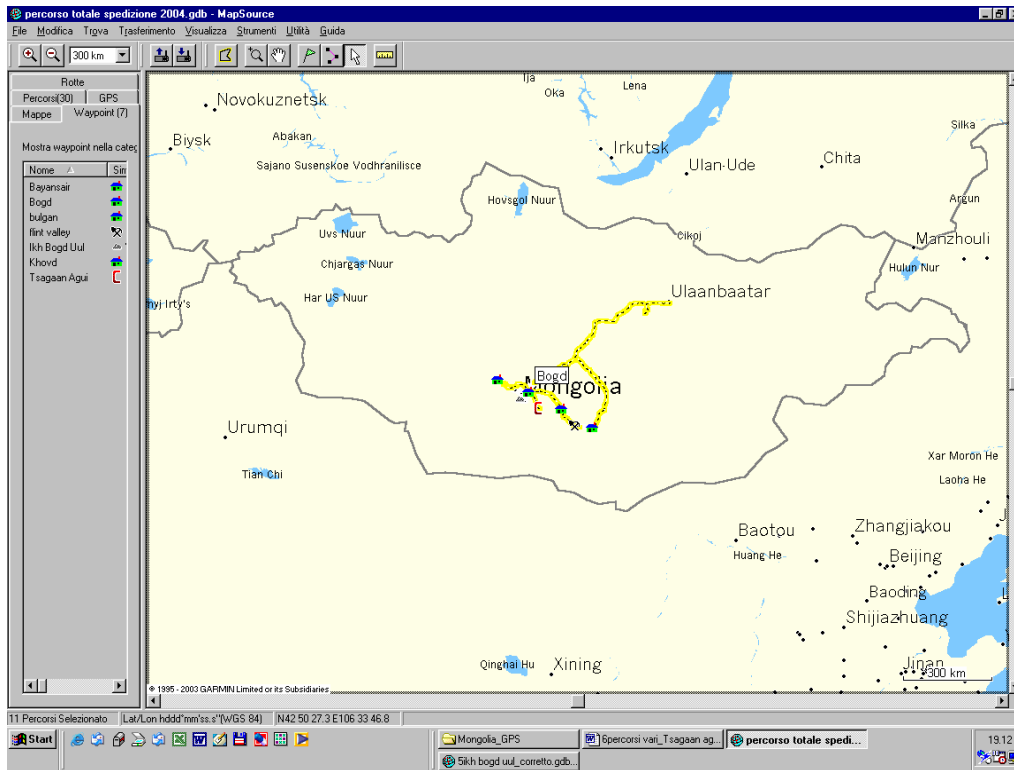 percorso totale spedizione 2004.gdb - MapSource
File Modifica Trova Trasferimento Visualizza Strumenti Utilità Guida
300 km
Rotte
Percorsi(30) GPS
Mappe Waypoint (7)
Mostra waypoint nella categ
Nome Sim
Bayansair
Bogd
bulgan
flint valley
Ikh Bogd Uul
Khovd
Tsagaan Agui
Ija
Oka
Lena
Novokuznetsk
Biysk
Abakan
Sajano Susenskoe Vodhranilisce
Irkutsk
Ulan-Ude
Chita
Silka
Argun
Hovsgol Nuur
Uvs Nuur
Cikoj
Manzhouli
Chjargas Nuur
Hulun Nur
Har US Nuur
nyj Irty's
Ulaanbaatar
Bogd
Mongolia
Urumqi
Tian Chi
Xar Moron He
Laoha He
Baotou
Zhangjiakou
Huang He
Beijing
Baoding
Shijiazhuang
Qinghai Hu
Xining
Jinan
300 km
© 1995 - 2003 GARMIN Limited or its Subsidiaries
11 Percorsi Selezionato Lat/Lon hddd°mm'ss.s"(WGS 84) N42 50 27.3 E106 33 46.8
Start
Mongolia_GPS
6percorsi vari_Tsagaan ag...
percorso totale spedi...
19.12
5ikh bogd uul_corretto.gdb...